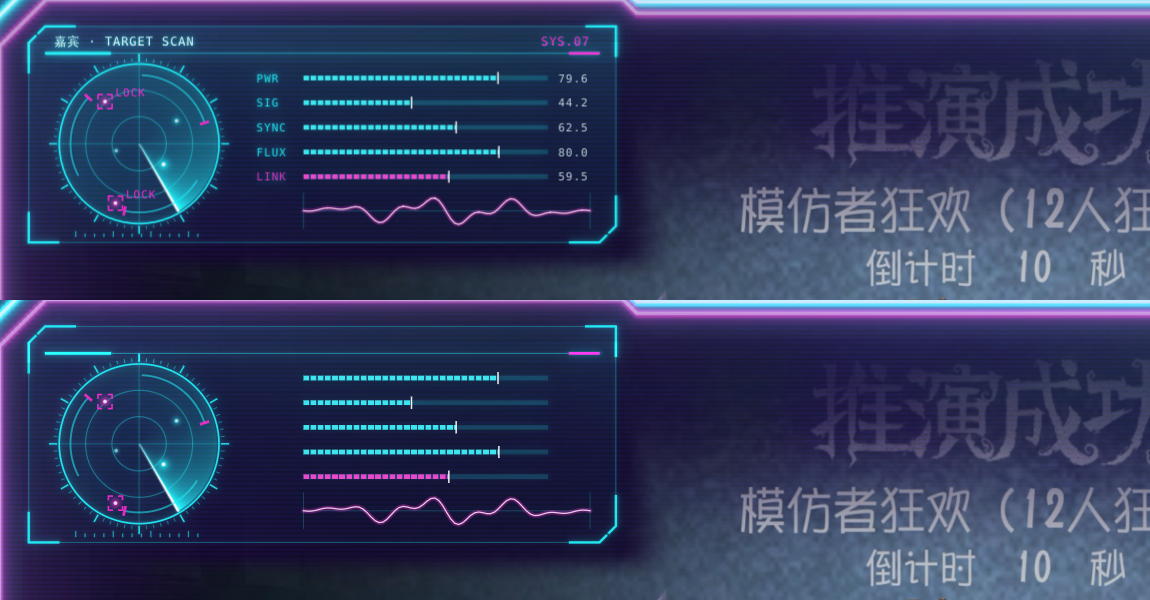 嘉宾 · TARGET SCAN
SYS.07
LOCK
LOCK
PWR 79.6
SIG 44.2
SYNC 62.5
FLUX 80.0
LINK 59.5
推演成功
模仿者狂欢（12人狂
倒计时 10 秒
推演成功
模仿者狂欢（12人狂
倒计时 10 秒